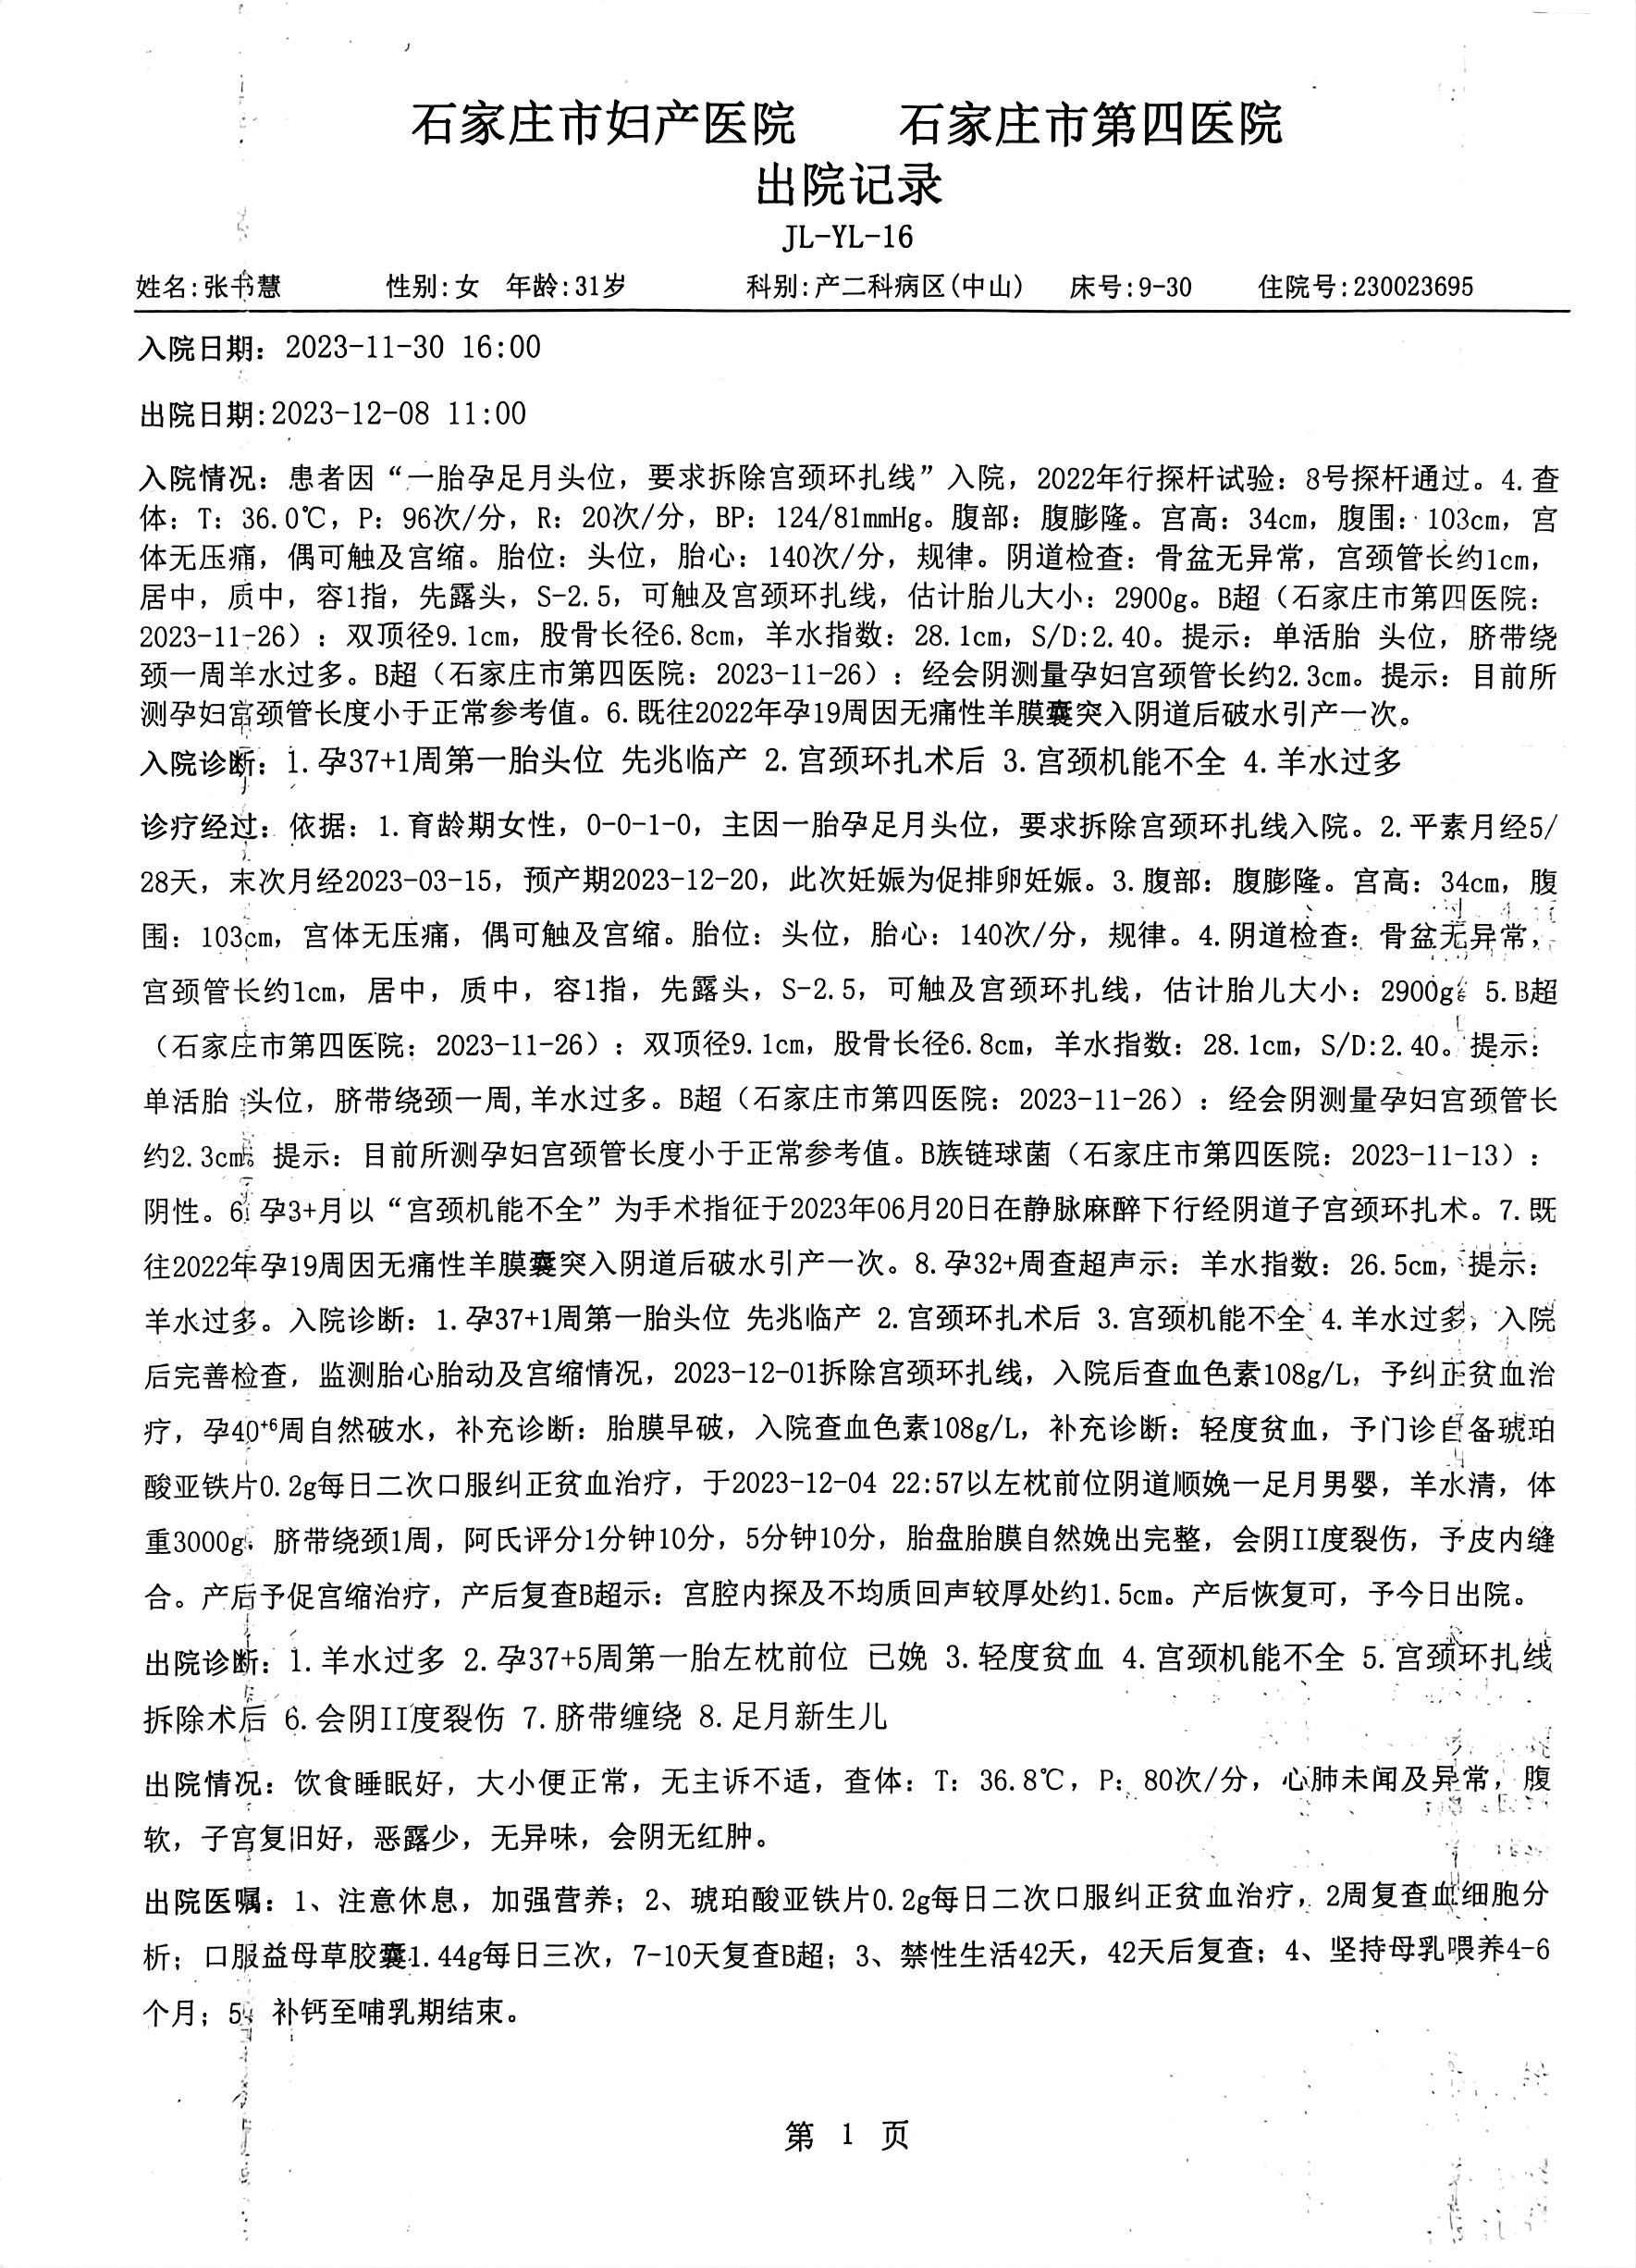 石家庄市妇产医院 石家庄市第四医院
出院记录
JL-YL-16
姓名:张书慧 性别:女 年龄:31岁 科别:产二科病区(中山) 床号:9-30 住院号:230023695
入院日期: 2023-11-30 16:00
出院日期:2023-12-08 11:00
入院情况: 患者因“一胎孕足月头位, 要求拆除宫颈环扎线”入院, 2022年行探杆试验: 8号探杆通过。4.查
体: T: 36.0℃, P: 96次/分, R: 20次/分, BP: 124/81mmHg。腹部: 腹膨隆。宫高: 34cm, 腹围: 103cm, 宫
体无压痛, 偶可触及宫缩。胎位: 头位, 胎心: 140次/分, 规律。阴道检查: 骨盆无异常, 宫颈管长约1cm,
居中, 质中, 容1指, 先露头, S-2.5, 可触及宫颈环扎线, 估计胎儿大小: 2900g。B超 (石家庄市第四医院:
2023-11-26) : 双顶径9.1cm, 股骨长径6.8cm, 羊水指数: 28.1cm, S/D:2.40。提示: 单活胎 头位, 脐带绕
颈一周羊水过多。B超 (石家庄市第四医院: 2023-11-26) : 经会阴测量孕妇宫颈管长约2.3cm。提示: 目前所
测孕妇宫颈管长度小于正常参考值。6.既往2022年孕19周因无痛性羊膜囊突入阴道后破水引产一次。
入院诊断: 1.孕37+1周第一胎头位 先兆临产 2.宫颈环扎术后 3.宫颈机能不全 4.羊水过多
诊疗经过: 依据: 1.育龄期女性, 0-0-1-0, 主因一胎孕足月头位, 要求拆除宫颈环扎线入院。2.平素月经5/
28天, 末次月经2023-03-15, 预产期2023-12-20, 此次妊娠为促排卵妊娠。3.腹部: 腹膨隆。宫高: 34cm, 腹
围: 103cm, 宫体无压痛, 偶可触及宫缩。胎位: 头位, 胎心: 140次/分, 规律。4.阴道检查: 骨盆无异常,
宫颈管长约1cm, 居中, 质中, 容1指, 先露头, S-2.5, 可触及宫颈环扎线, 估计胎儿大小: 2900g。5.B超
(石家庄市第四医院: 2023-11-26) : 双顶径9.1cm, 股骨长径6.8cm, 羊水指数: 28.1cm, S/D:2.40。提示:
单活胎 头位, 脐带绕颈一周,羊水过多。B超 (石家庄市第四医院: 2023-11-26) : 经会阴测量孕妇宫颈管长
约2.3cm。提示: 目前所测孕妇宫颈管长度小于正常参考值。B族链球菌 (石家庄市第四医院: 2023-11-13) :
阴性。6.孕3+月以“宫颈机能不全”为手术指征于2023年06月20日在静脉麻醉下行经阴道子宫颈环扎术。7.既
往2022年孕19周因无痛性羊膜囊突入阴道后破水引产一次。8.孕32+周查超声示: 羊水指数: 26.5cm, 提示:
羊水过多。入院诊断: 1.孕37+1周第一胎头位 先兆临产 2.宫颈环扎术后 3.宫颈机能不全 4.羊水过多, 入院
后完善检查, 监测胎心胎动及宫缩情况, 2023-12-01拆除宫颈环扎线, 入院后查血色素108g/L, 予纠正贫血治
疗, 孕40⁺⁶周自然破水, 补充诊断: 胎膜早破, 入院查血色素108g/L, 补充诊断: 轻度贫血, 予门诊自备琥珀
酸亚铁片0.2g每日二次口服纠正贫血治疗, 于2023-12-04 22:57以左枕前位阴道顺娩一足月男婴, 羊水清, 体
重3000g, 脐带绕颈1周, 阿氏评分1分钟10分, 5分钟10分, 胎盘胎膜自然娩出完整, 会阴II度裂伤, 予皮内缝
合。产后予促宫缩治疗, 产后复查B超示: 宫腔内探及不均质回声较厚处约1.5cm。产后恢复可, 予今日出院。
出院诊断: 1.羊水过多 2.孕37+5周第一胎左枕前位 已娩 3.轻度贫血 4.宫颈机能不全 5.宫颈环扎线
拆除术后 6.会阴II度裂伤 7.脐带缠绕 8.足月新生儿
出院情况: 饮食睡眠好, 大小便正常, 无主诉不适, 查体: T: 36.8℃, P: 80次/分, 心肺未闻及异常, 腹
软, 子宫复旧好, 恶露少, 无异味, 会阴无红肿。
出院医嘱: 1、注意休息, 加强营养; 2、琥珀酸亚铁片0.2g每日二次口服纠正贫血治疗, 2周复查血细胞分
析; 口服益母草胶囊1.44g每日三次, 7-10天复查B超; 3、禁性生活42天, 42天后复查; 4、坚持母乳喂养4-6
个月; 5、补钙至哺乳期结束。
第 1 页